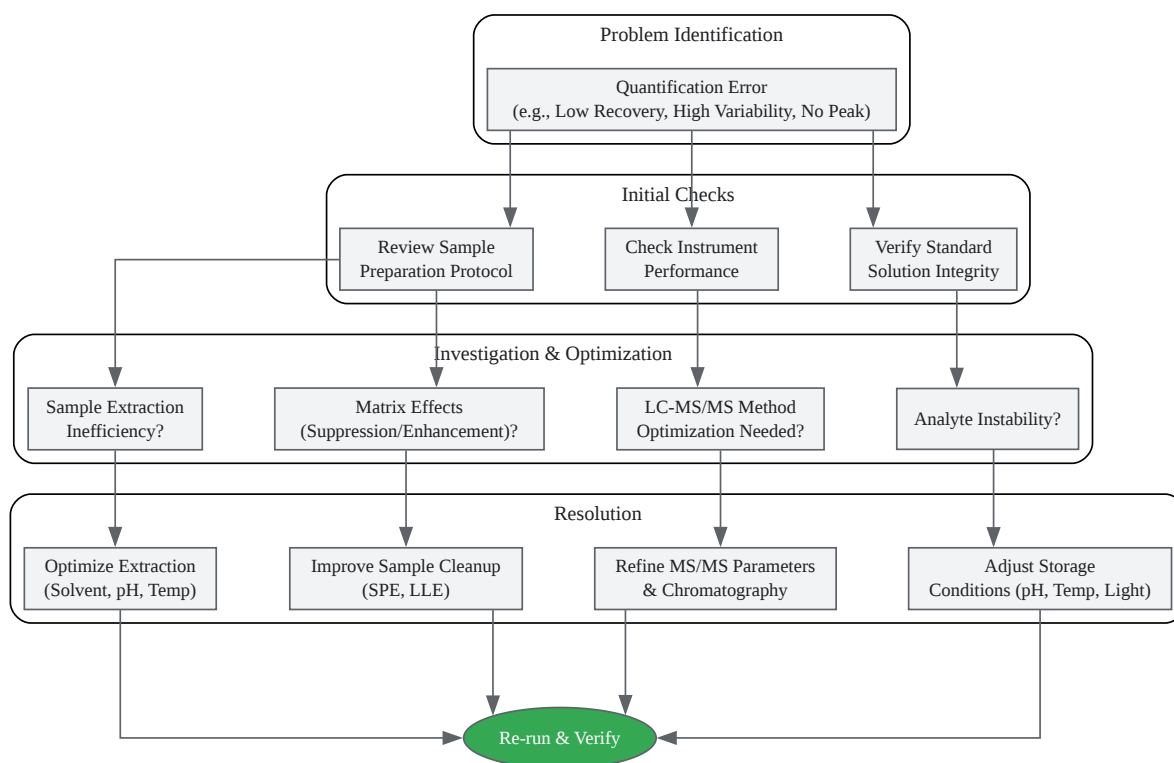 Problem Identification
Quantification Error
(e.g., Low Recovery, High Variability, No Peak)
Initial Checks
Review Sample
Preparation Protocol
Check Instrument
Performance
Verify Standard
Solution Integrity
Investigation & Optimization
Sample Extraction
Inefficiency?
Matrix Effects
(Suppression/Enhancement)?
LC-MS/MS Method
Optimization Needed?
Analyte Instability?
Resolution
Optimize Extraction
(Solvent, pH, Temp)
Improve Sample Cleanup
(SPE, LLE)
Refine MS/MS Parameters
& Chromatography
Adjust Storage
Conditions (pH, Temp, Light)
Re-run & Verify